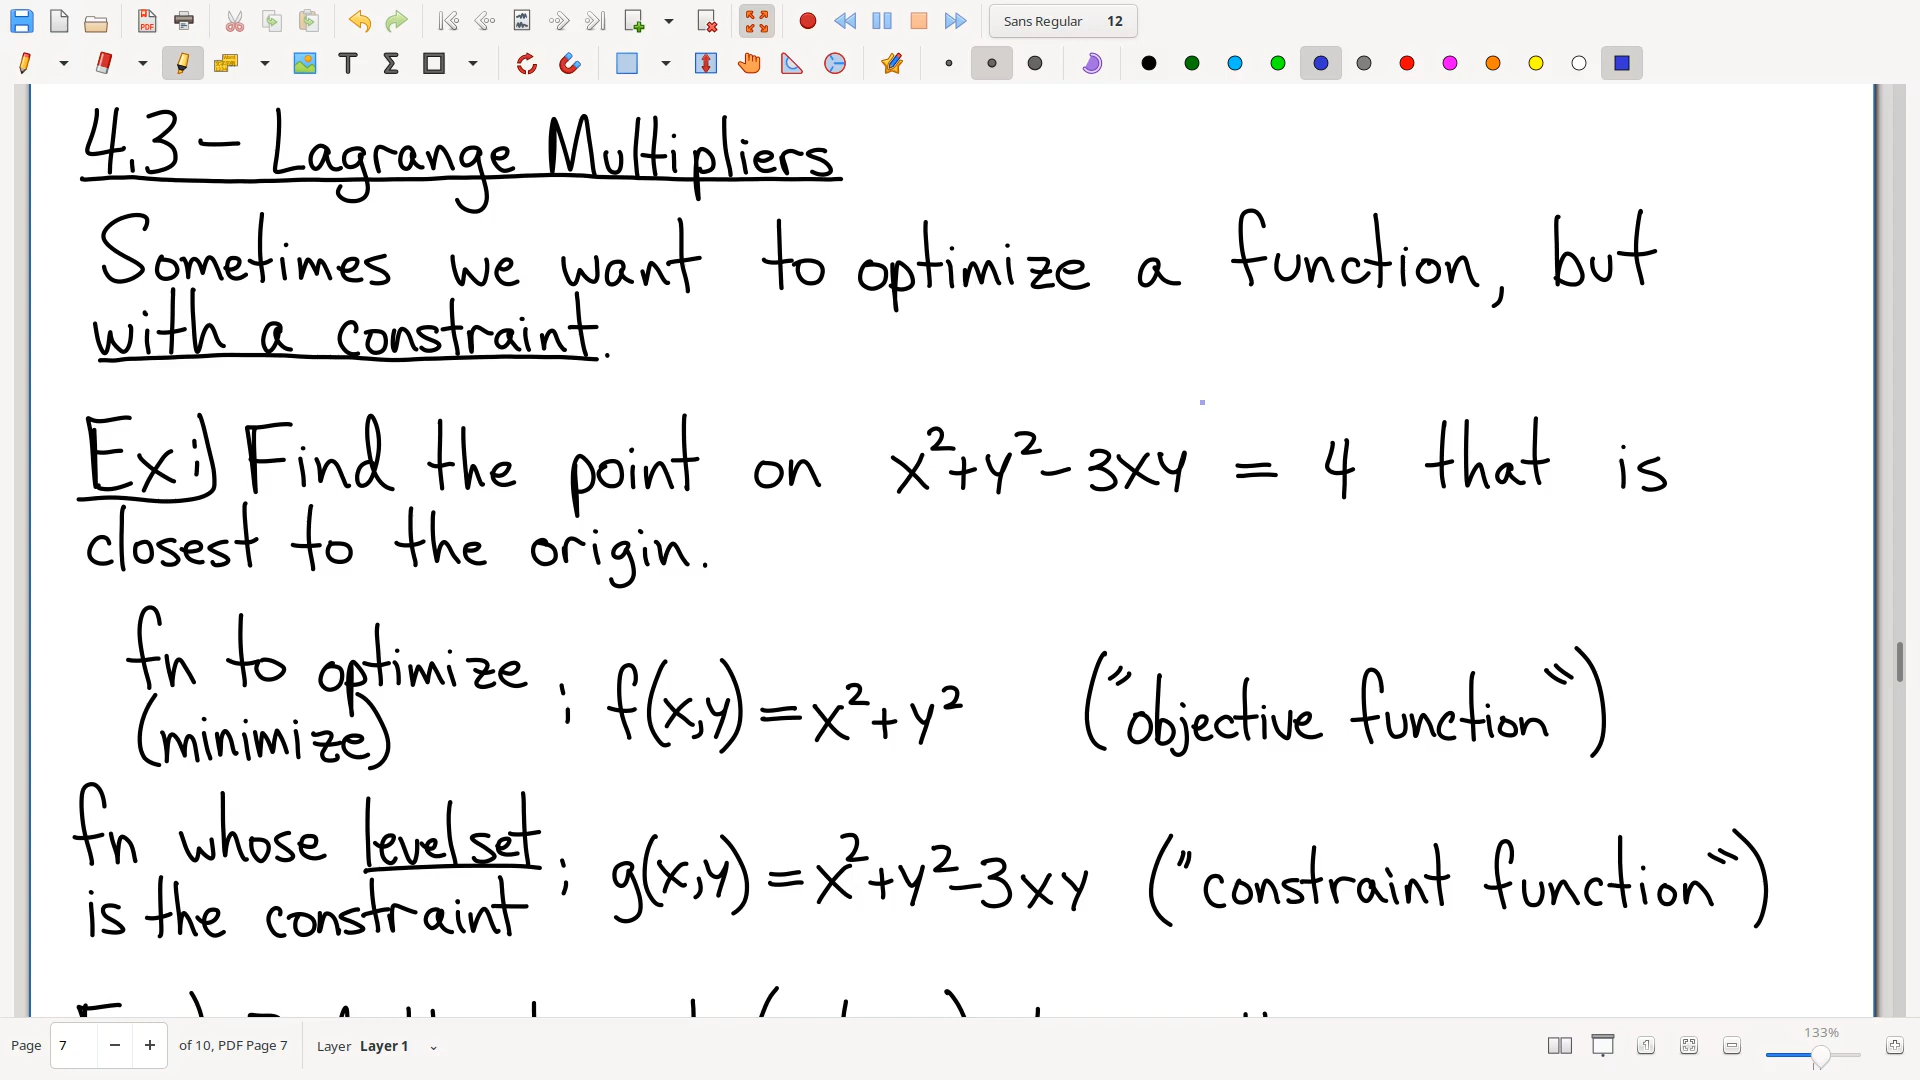 Sans Regular 12
4.3 - Lagrange Multipliers
Sometimes we want to optimize a function, but
with a constraint.
Ex:) Find the point on x²+y²-3xy = 4 that is
closest to the origin.
fn to optimize
(minimize) : f(x,y) = x²+y² ("objective function")
fn whose level set
is the constraint : g(x,y) = x²+y²-3xy ("constraint function")
Page 7 of 10, PDF Page 7 Layer Layer 1 133%